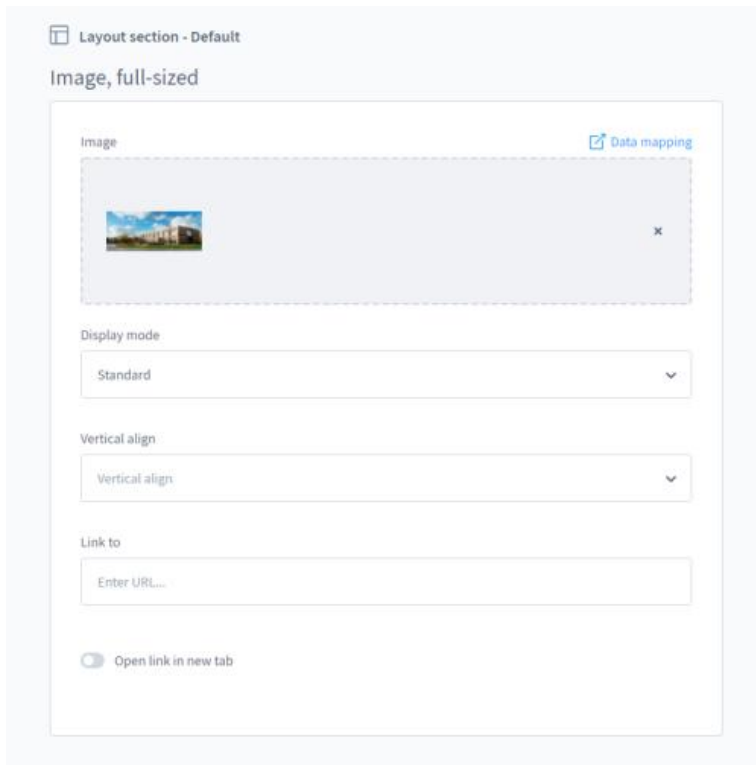 Layout section - Default
Image, full-sized
Image
Data mapping
Display mode
Standard
Vertical align
Vertical align
Link to
Enter URL...
Open link in new tab